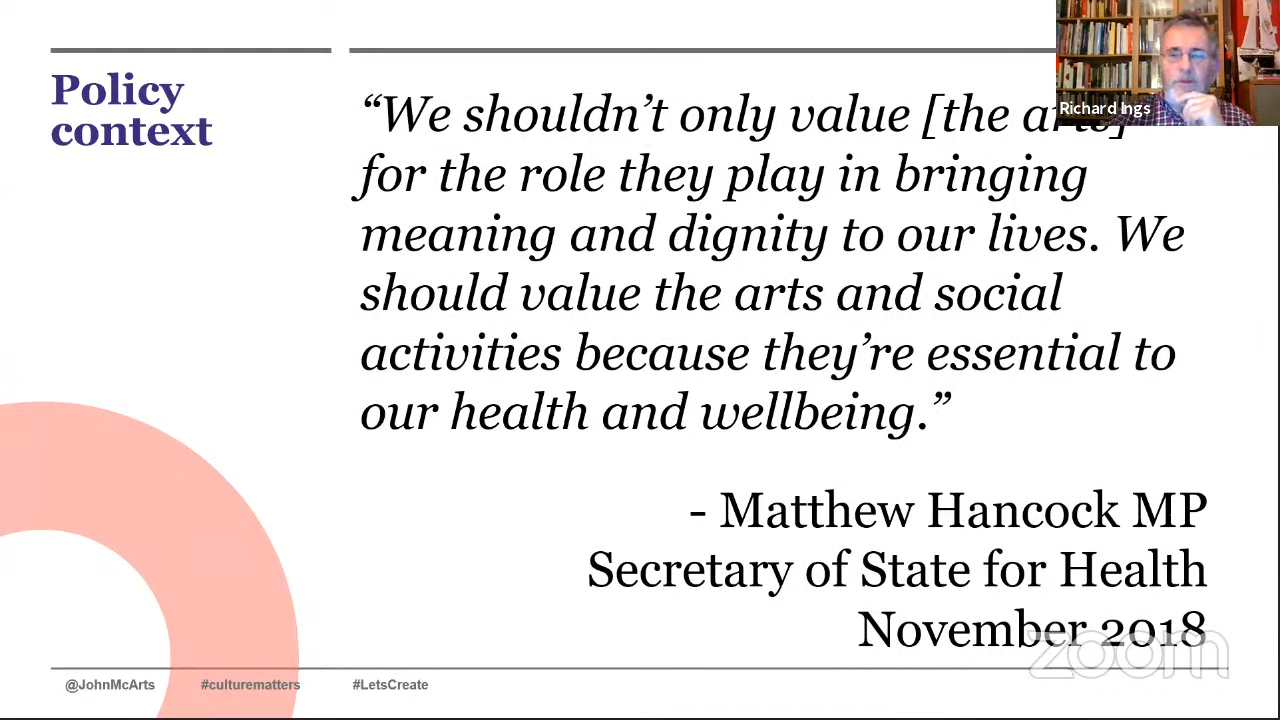 Policy
context
“We shouldn’t only value [the arts]
for the role they play in bringing
meaning and dignity to our lives. We
should value the arts and social
activities because they’re essential to
our health and wellbeing.”
- Matthew Hancock MP
Secretary of State for Health
November 2018
Richard Ings
zoom
@JohnMcArts
#culturematters
#LetsCreate